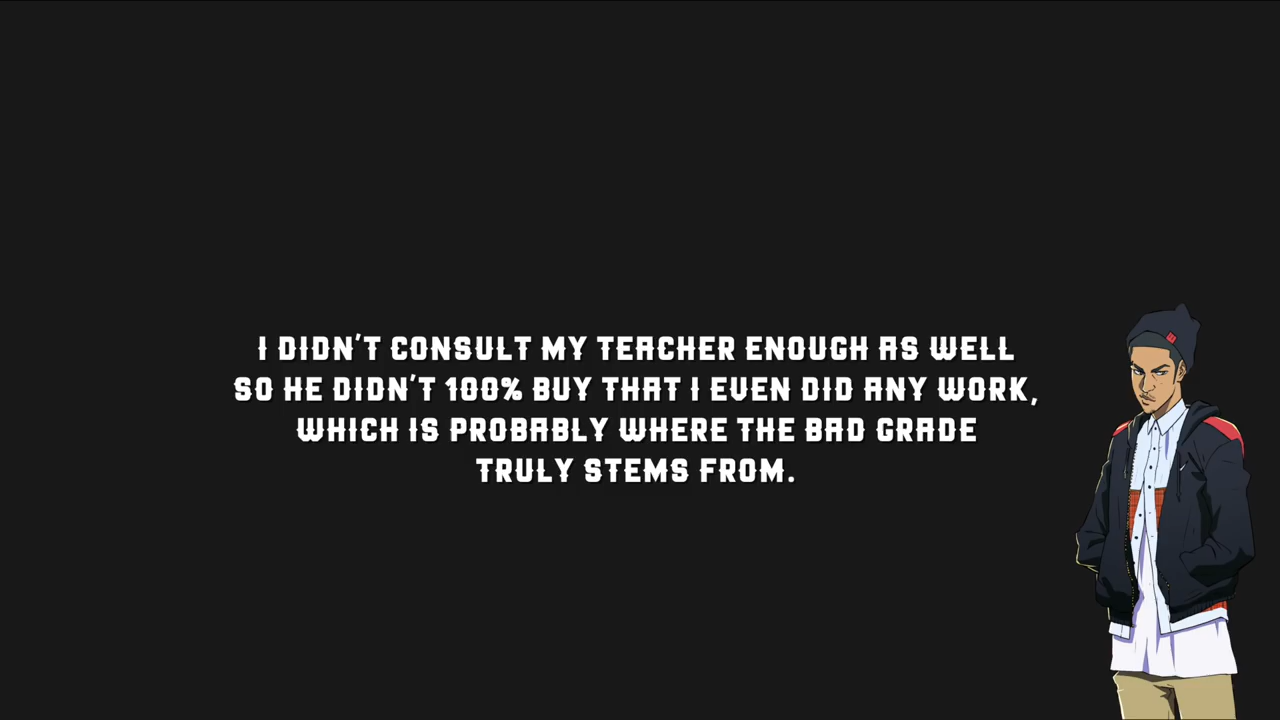 I DIDN'T CONSULT MY TEACHER ENOUGH AS WELL
SO HE DIDN'T 100% BUY THAT I EVEN DID ANY WORK,
WHICH IS PROBABLY WHERE THE BAD GRADE
TRULY STEMS FROM.